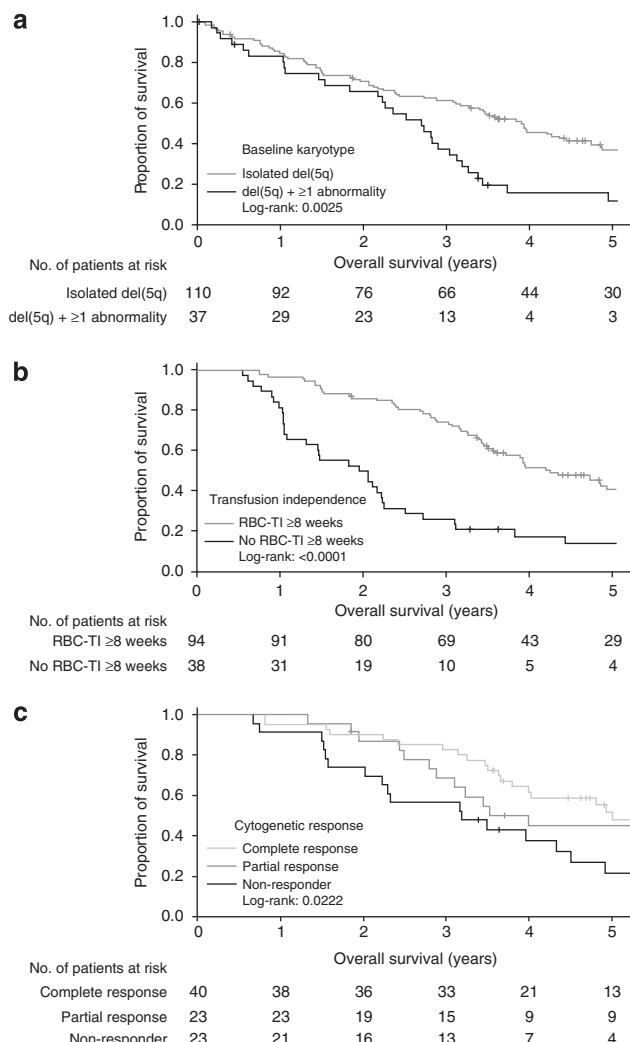 a
1.0
0.8
0.6
0.4
0.2
0.0
Proportion of survival
Baseline karyotype
Isolated del(5q)
del(5q) + ≥1 abnormality
Log-rank: 0.0025
0 1 2 3 4 5
Overall survival (years)
No. of patients at risk
Isolated del(5q) 110 92 76 66 44 30
del(5q) + ≥1 abnormality 37 29 23 13 4 3
b
1.0
0.8
0.6
0.4
0.2
0.0
Proportion of survival
Transfusion independence
RBC-TI ≥8 weeks
No RBC-TI ≥8 weeks
Log-rank: <0.0001
0 1 2 3 4 5
Overall survival (years)
No. of patients at risk
RBC-TI ≥8 weeks 94 91 80 69 43 29
No RBC-TI ≥8 weeks 38 31 19 10 5 4
c
1.0
0.8
0.6
0.4
0.2
0.0
Proportion of survival
Cytogenetic response
Complete response
Partial response
Non-responder
Log-rank: 0.0222
0 1 2 3 4 5
Overall survival (years)
No. of patients at risk
Complete response 40 38 36 33 21 13
Partial response 23 23 19 15 9 9
Non-responder 23 21 16 13 7 4